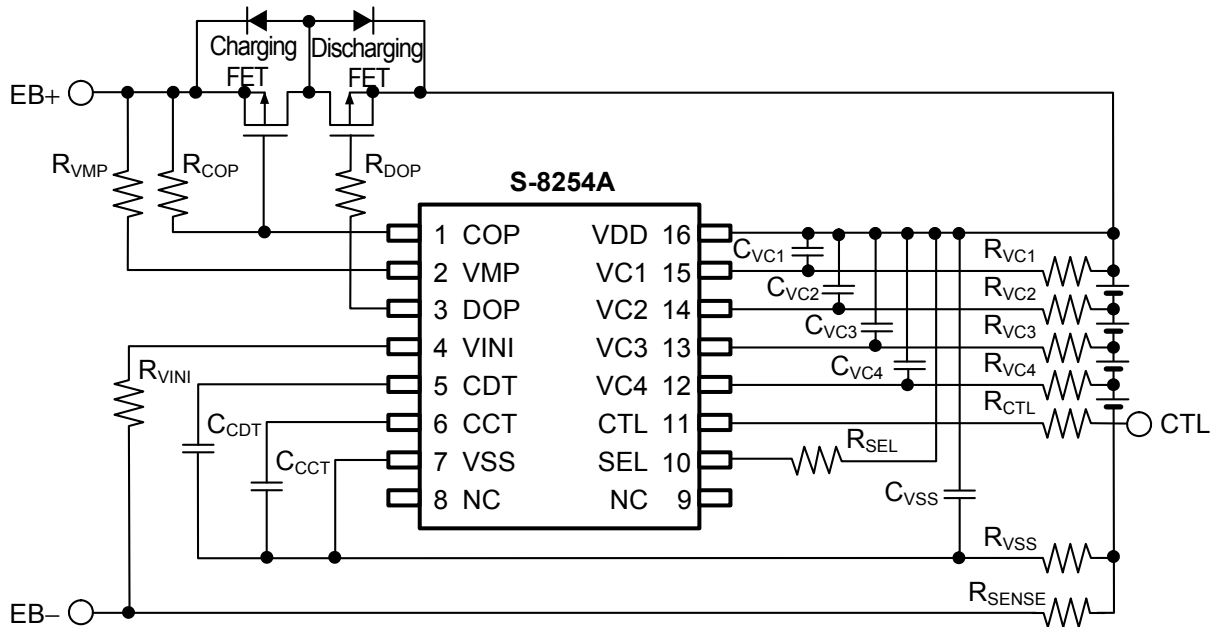 Charging Discharging
FET FET
EB+
RVMP RCOP RDOP
S-8254A
1 COP VDD 16
2 VMP VC1 15
3 DOP VC2 14
4 VINI VC3 13
5 CDT VC4 12
6 CCT CTL 11
7 VSS SEL 10
8 NC NC 9
CVC1 RVC1
CVC2 RVC2
CVC3 RVC3
CVC4 RVC4
RCTL
CTL
RVINI
CCDT
CCCT
RSEL
CVSS
RVSS
RSENSE
EB−